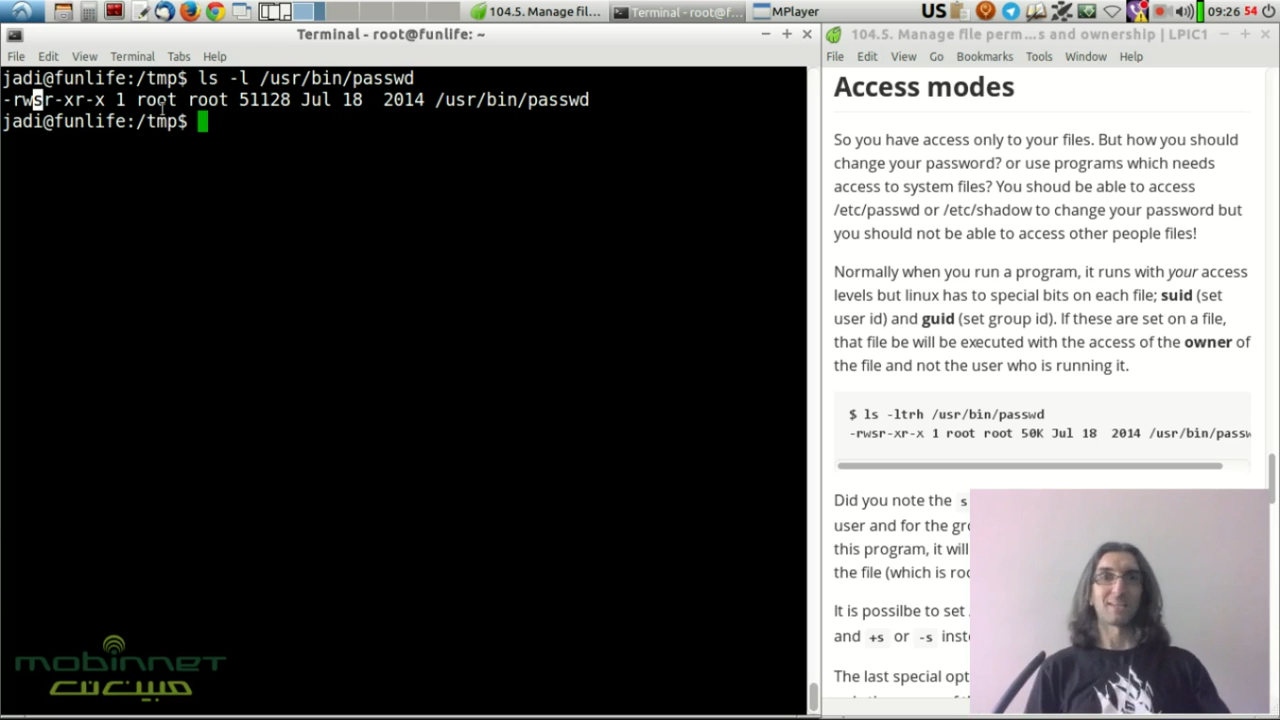 104.5. Manage fil...
Terminal - root@f...
MPlayer
US
09:26 54
Terminal - root@funlife: ~
File Edit View Terminal Tabs Help
jadi@funlife:/tmp$ ls -l /usr/bin/passwd
-rwsr-xr-x 1 root root 51128 Jul 18  2014 /usr/bin/passwd
jadi@funlife:/tmp$
mobinnet
مبین‌نت
104.5. Manage file perm...s and ownership | LPIC1
File Edit View Go Bookmarks Tools Window Help
Access modes
So you have access only to your files. But how you should
change your password? or use programs which needs
access to system files? You shoud be able to access
/etc/passwd or /etc/shadow to change your password but
you should not be able to access other people files!
Normally when you run a program, it runs with your access
levels but linux has to special bits on each file; suid (set
user id) and guid (set group id). If these are set on a file,
that file be will be executed with the access of the owner of
the file and not the user who is running it.
$ ls -ltrh /usr/bin/passwd
-rwsr-xr-x 1 root root 50K Jul 18  2014 /usr/bin/passw
Did you note the s
user and for the gro
this program, it will
the file (which is roo
It is possilbe to set
and +s or -s inste
The last special opt